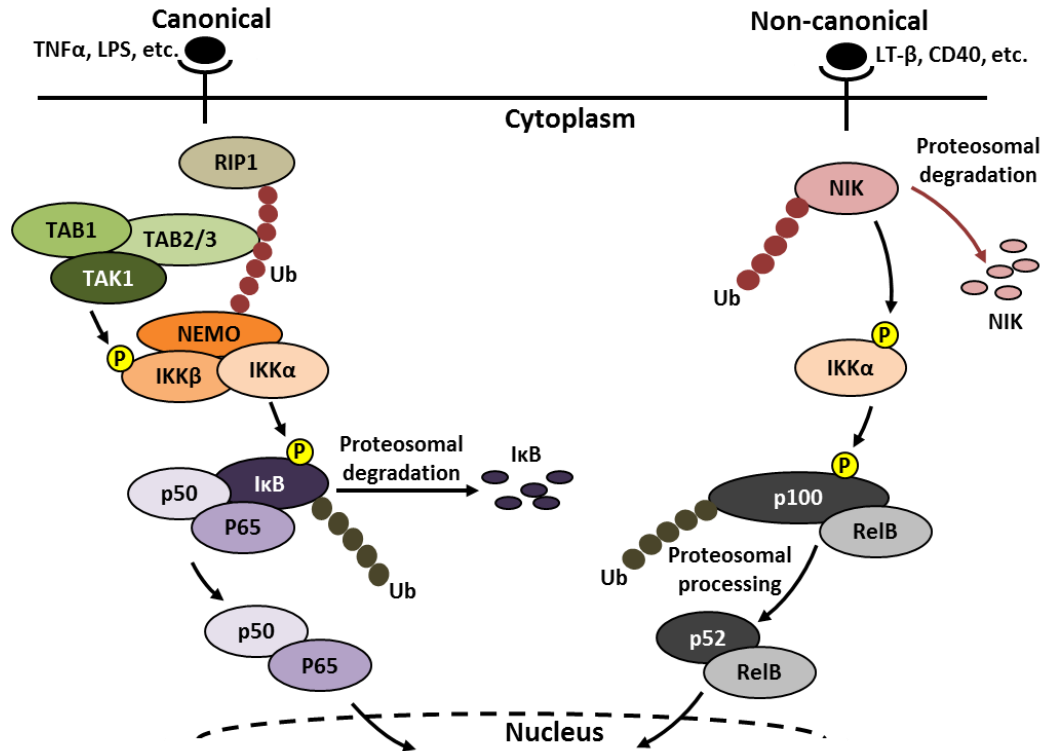 Canonical
TNFα, LPS, etc.
Non-canonical
LT-β, CD40, etc.
Cytoplasm
RIP1
TAB1
TAB2/3
TAK1
Ub
NEMO
P
IKKβ
IKKα
P
IκB
p50
P65
Proteosomal
degradation
IκB
Ub
p50
P65
NIK
Proteosomal
degradation
Ub
NIK
P
IKKα
P
p100
RelB
Ub
Proteosomal
processing
p52
RelB
Nucleus